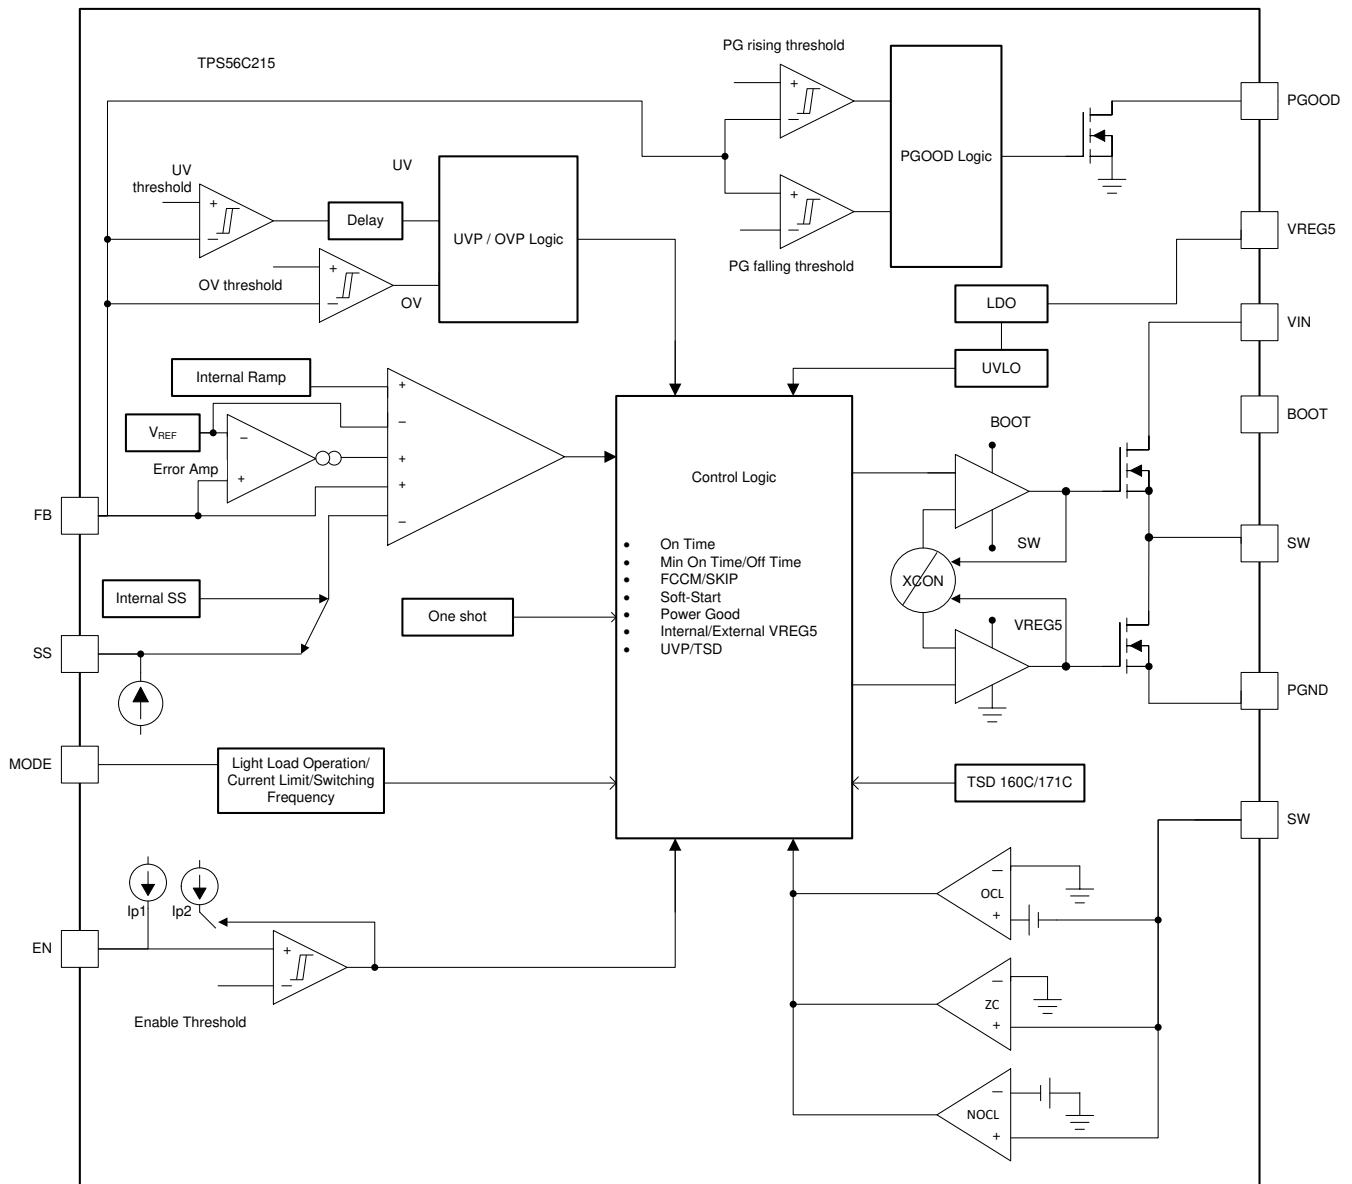 TPS56C215
PG rising threshold
+
−
PGOOD
PGOOD Logic
UV
UV
threshold
+
−
Delay
UVP / OVP Logic
+
−
VREG5
PG falling threshold
OV threshold
+
−
OV
LDO
VIN
UVLO
Internal Ramp
+
−
VREF
−
+
Error Amp
+
+
−
BOOT
BOOT
Control Logic
FB
SW
SW
• On Time
• Min On Time/Off Time
• FCCM/SKIP
• Soft-Start
• Power Good
• Internal/External VREG5
• UVP/TSD
XCON
Internal SS
One shot
VREG5
SS
PGND
MODE
Light Load Operation/
Current Limit/Switching
Frequency
TSD 160C/171C
SW
Ip1
Ip2
−
OCL
+
EN
+
−
−
ZC
+
Enable Threshold
−
NOCL
+